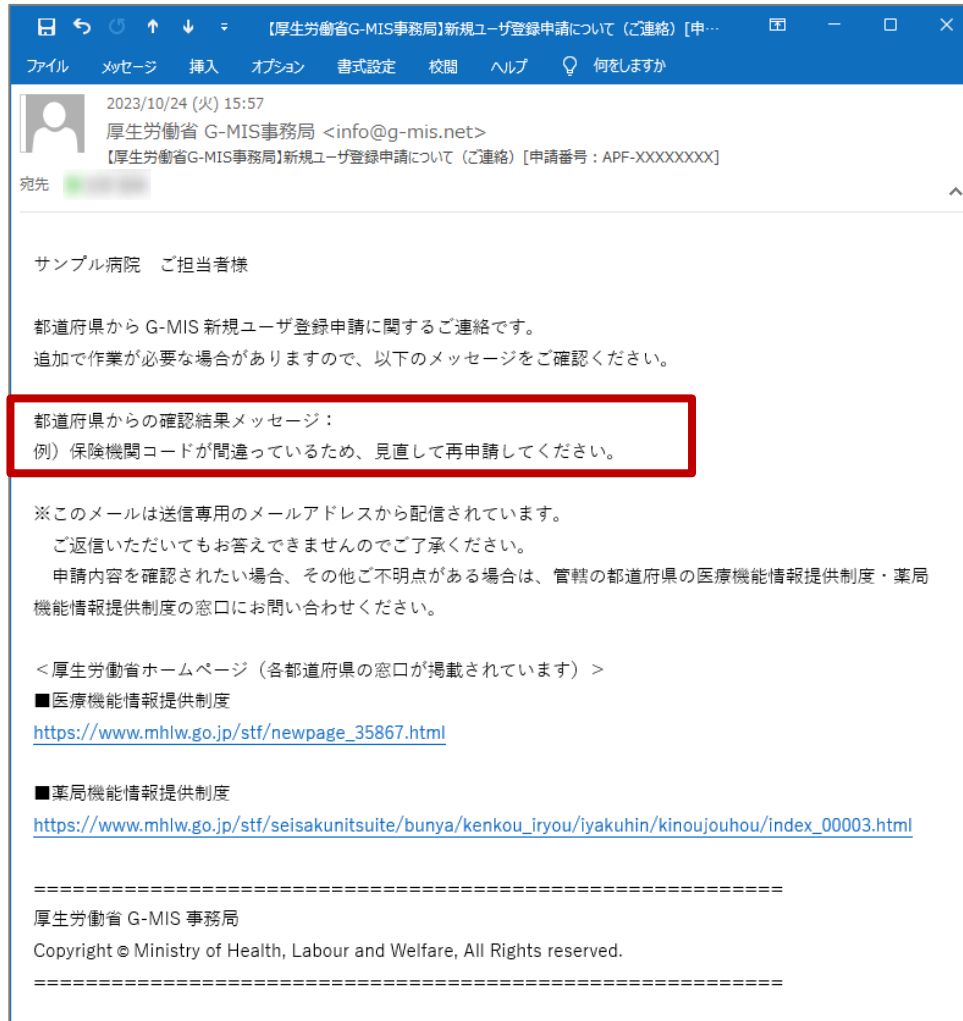 【厚生労働省G-MIS事務局】新規ユーザ登録申請について（ご連絡）[申…
ファイル メッセージ 挿入 オプション 書式設定 校閲 ヘルプ 何をしますか
2023/10/24 (火) 15:57
厚生労働省 G-MIS事務局 <info@g-mis.net>
【厚生労働省G-MIS事務局】新規ユーザ登録申請について（ご連絡）[申請番号：APF-XXXXXXXX]
宛先
サンプル病院　ご担当者様
都道府県から G-MIS 新規ユーザ登録申請に関するご連絡です。
追加で作業が必要な場合がありますので、以下のメッセージをご確認ください。
都道府県からの確認結果メッセージ：
例）保険機関コードが間違っているため、見直して再申請してください。
※このメールは送信専用のメールアドレスから配信されています。
ご返信いただいてもお答えできませんのでご了承ください。
申請内容を確認されたい場合、その他ご不明点がある場合は、管轄の都道府県の医療機能情報提供制度・薬局
機能情報提供制度の窓口にお問い合わせください。
＜厚生労働省ホームページ（各都道府県の窓口が掲載されています）＞
■医療機能情報提供制度
https://www.mhlw.go.jp/stf/newpage_35867.html
■薬局機能情報提供制度
https://www.mhlw.go.jp/stf/seisakunitsuite/bunya/kenkou_iryou/iyakuhin/kinoujouhou/index_00003.html
==========================================================
厚生労働省 G-MIS 事務局
Copyright © Ministry of Health, Labour and Welfare, All Rights reserved.
==========================================================